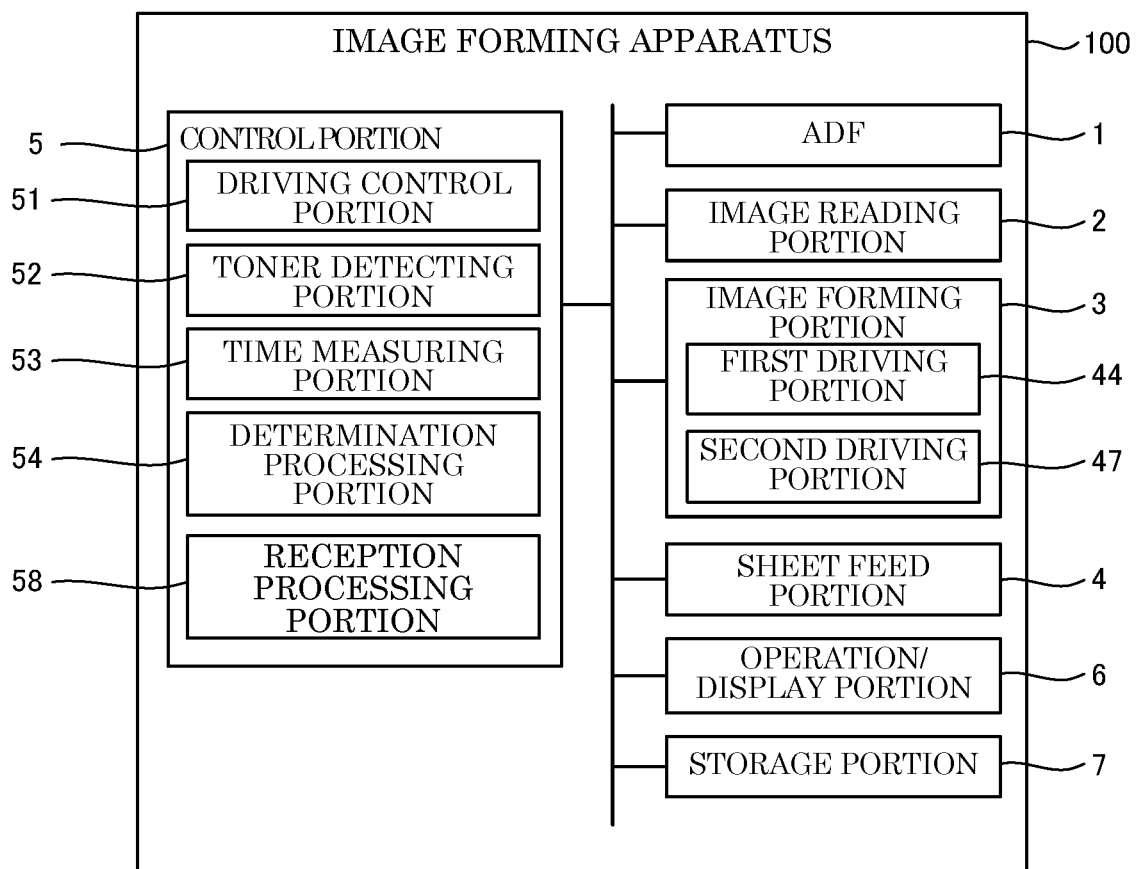 IMAGE FORMING APPARATUS
100
5
CONTROL PORTION
51
DRIVING CONTROL
PORTION
52
TONER DETECTING
PORTION
53
TIME MEASURING
PORTION
54
DETERMINATION
PROCESSING
PORTION
58
RECEPTION
PROCESSING
PORTION
ADF
1
IMAGE READING
PORTION
2
IMAGE FORMING
PORTION
3
FIRST DRIVING
PORTION
44
SECOND DRIVING
PORTION
47
SHEET FEED
PORTION
4
OPERATION/
DISPLAY PORTION
6
STORAGE PORTION
7